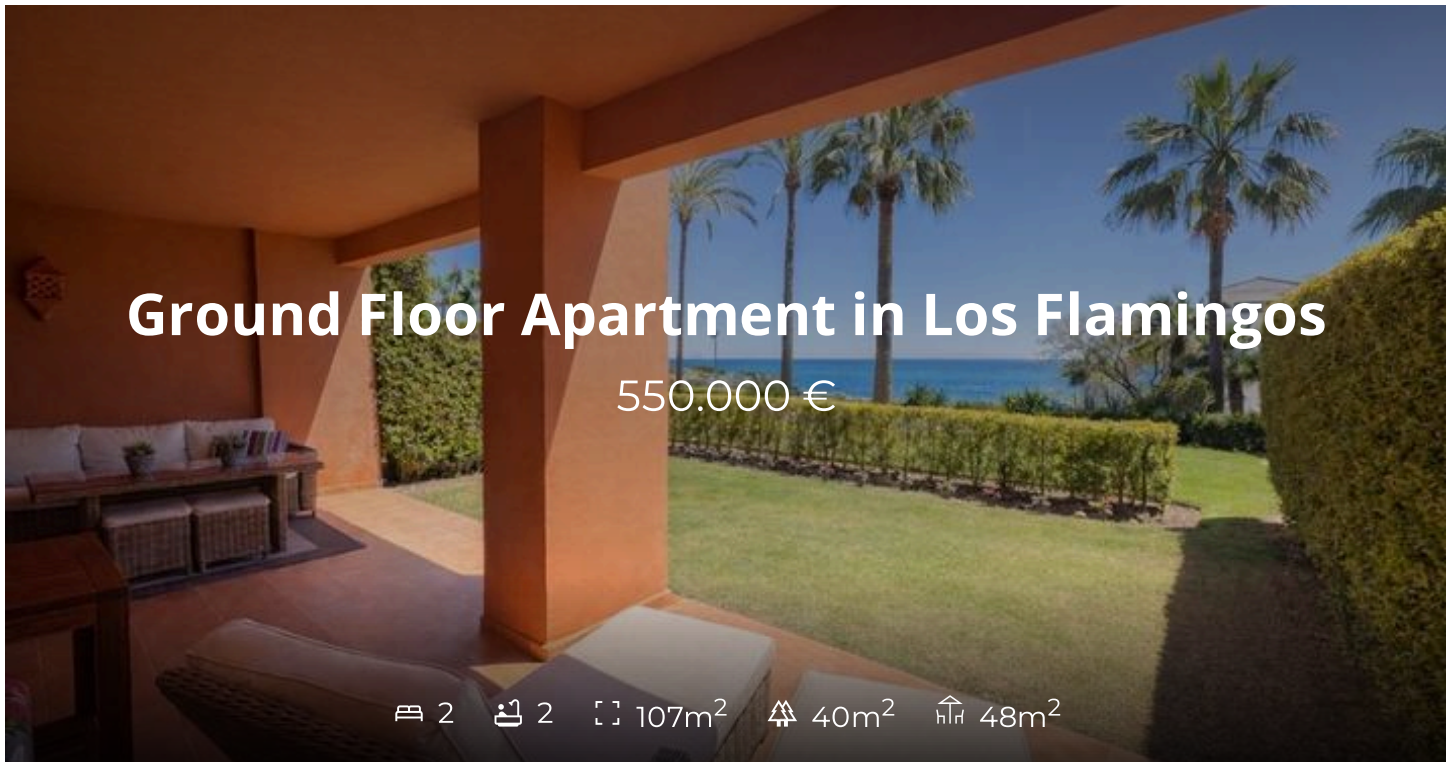 Ground Floor Apartment in Los Flamingos
550.000 €
2 2 107m² 40m² 48m²